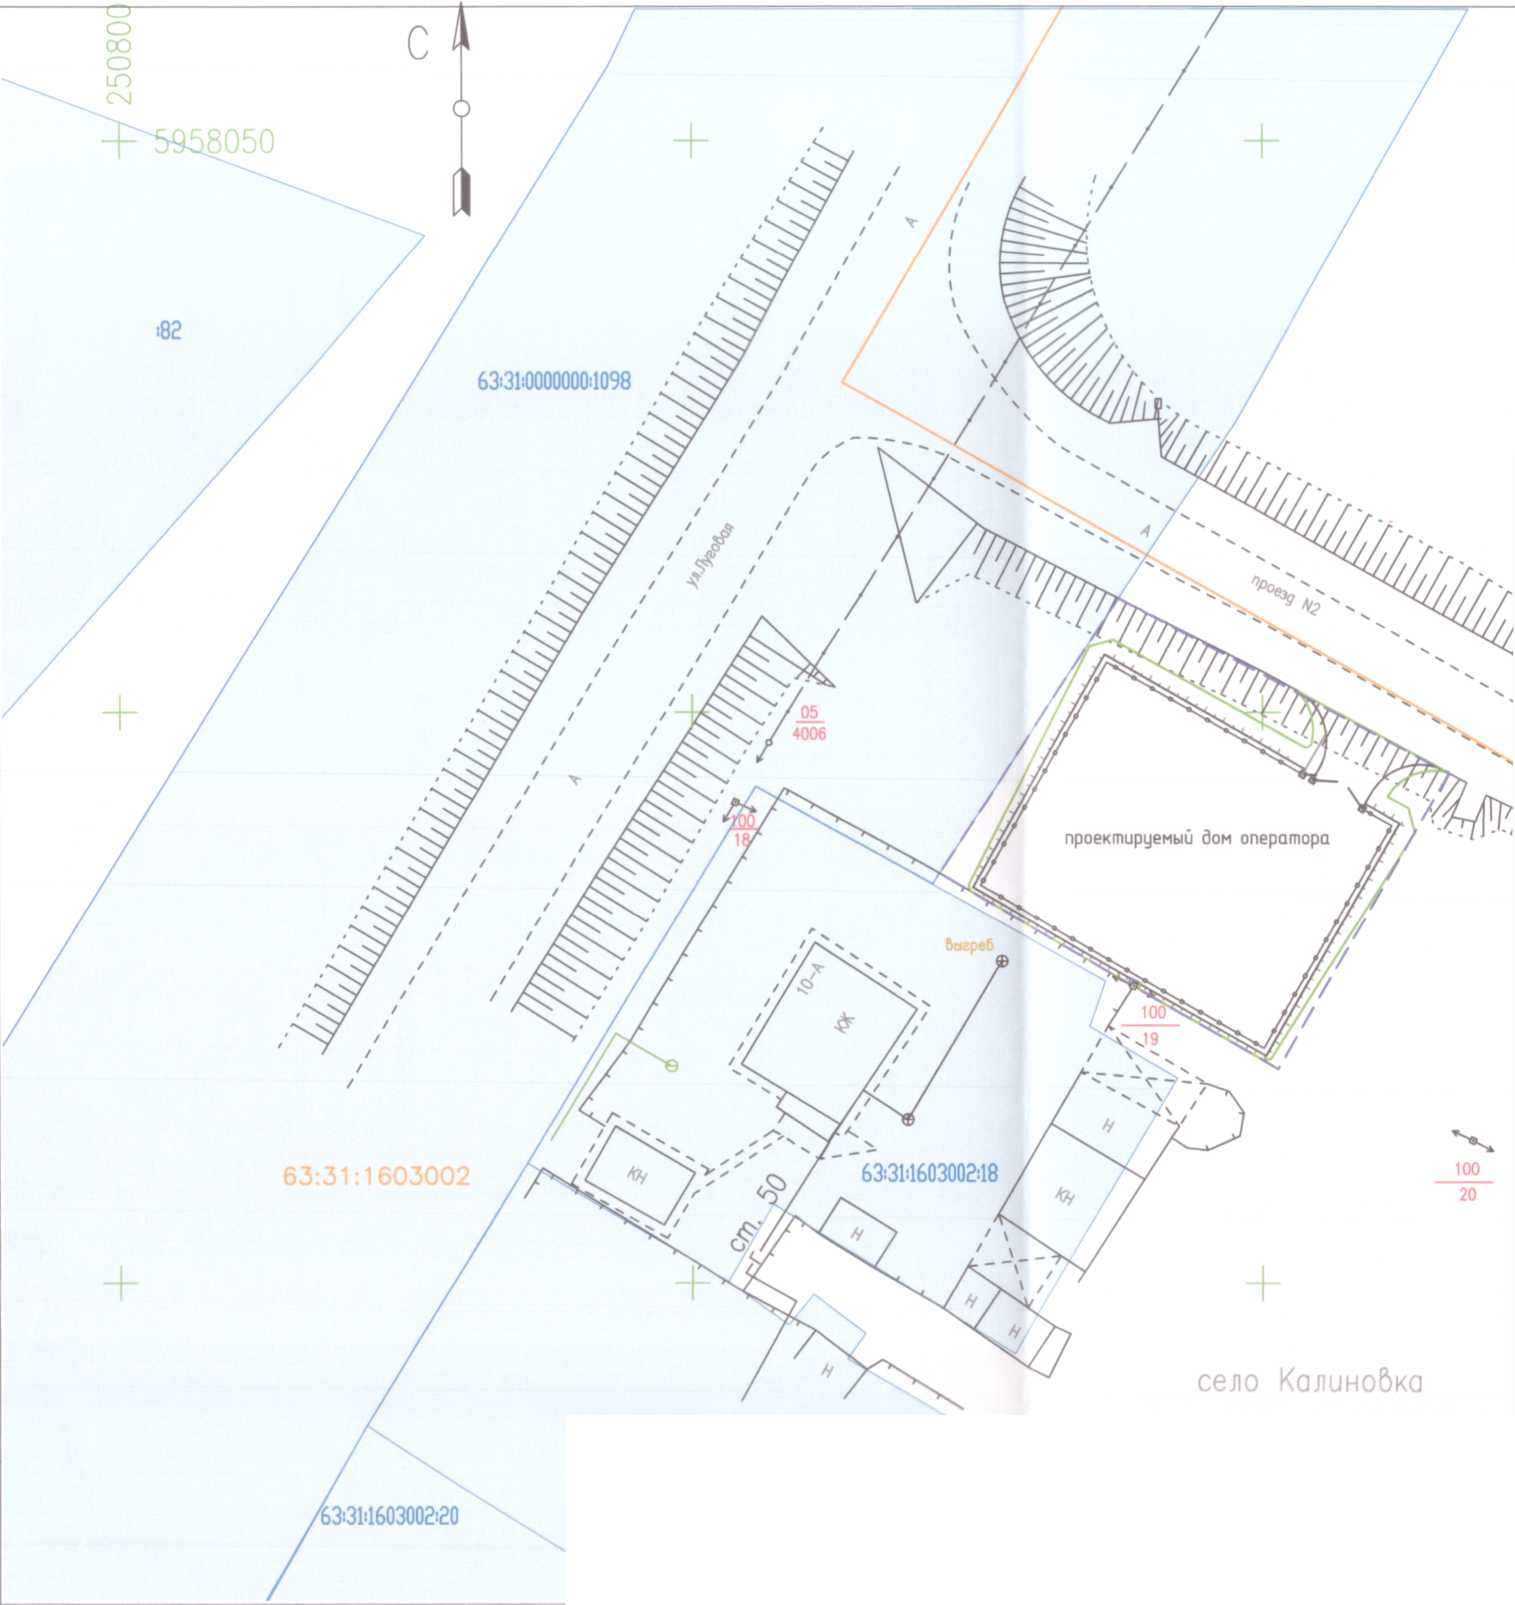 С
250800
5958050
:82
63:31:0000000:1098
А
ул.Луговая
А
проезд N2
А
05
4006
100
18
проектируемый дом оператора
выгреб
10-А
КЖ
100
19
Н
КН
63:31:1603002
КН
63:31:1603002:18
100
20
ст. 50
Н
Н
Н
Н
село Калиновка
63:31:1603002:20